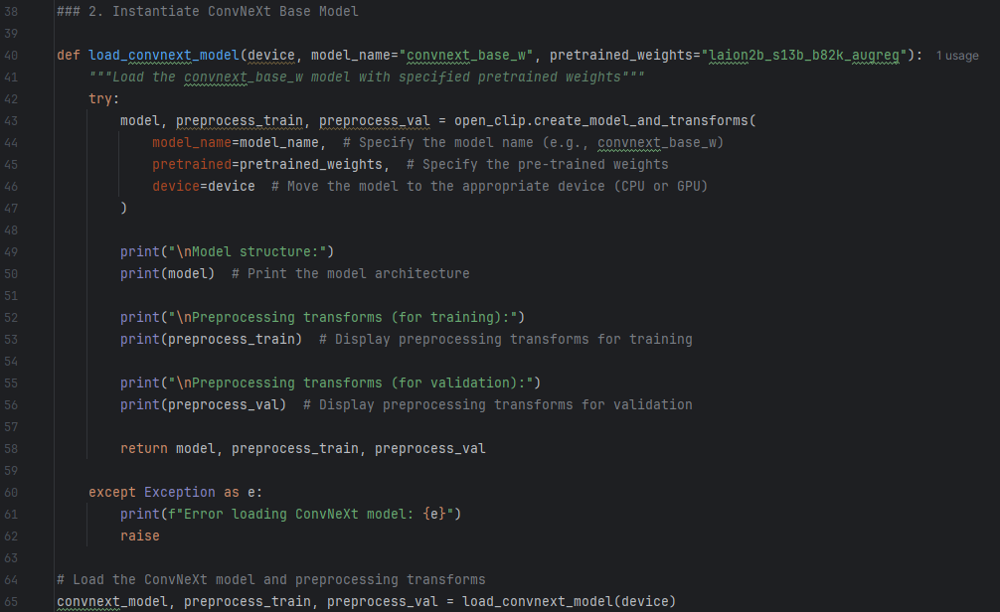 38 ### 2. Instantiate ConvNeXt Base Model
39
40 def load_convnext_model(device, model_name="convnext_base_w", pretrained_weights="laion2b_s13b_b82k_augreg"): 1 usage
41     """Load the convnext_base_w model with specified pretrained weights"""
42     try:
43         model, preprocess_train, preprocess_val = open_clip.create_model_and_transforms(
44             model_name=model_name,  # Specify the model name (e.g., convnext_base_w)
45             pretrained=pretrained_weights,  # Specify the pre-trained weights
46             device=device  # Move the model to the appropriate device (CPU or GPU)
47         )
48
49         print("\nModel structure:")
50         print(model)  # Print the model architecture
51
52         print("\nPreprocessing transforms (for training):")
53         print(preprocess_train)  # Display preprocessing transforms for training
54
55         print("\nPreprocessing transforms (for validation):")
56         print(preprocess_val)  # Display preprocessing transforms for validation
57
58         return model, preprocess_train, preprocess_val
59
60     except Exception as e:
61         print(f"Error loading ConvNeXt model: {e}")
62         raise
63
64 # Load the ConvNeXt model and preprocessing transforms
65 convnext_model, preprocess_train, preprocess_val = load_convnext_model(device)